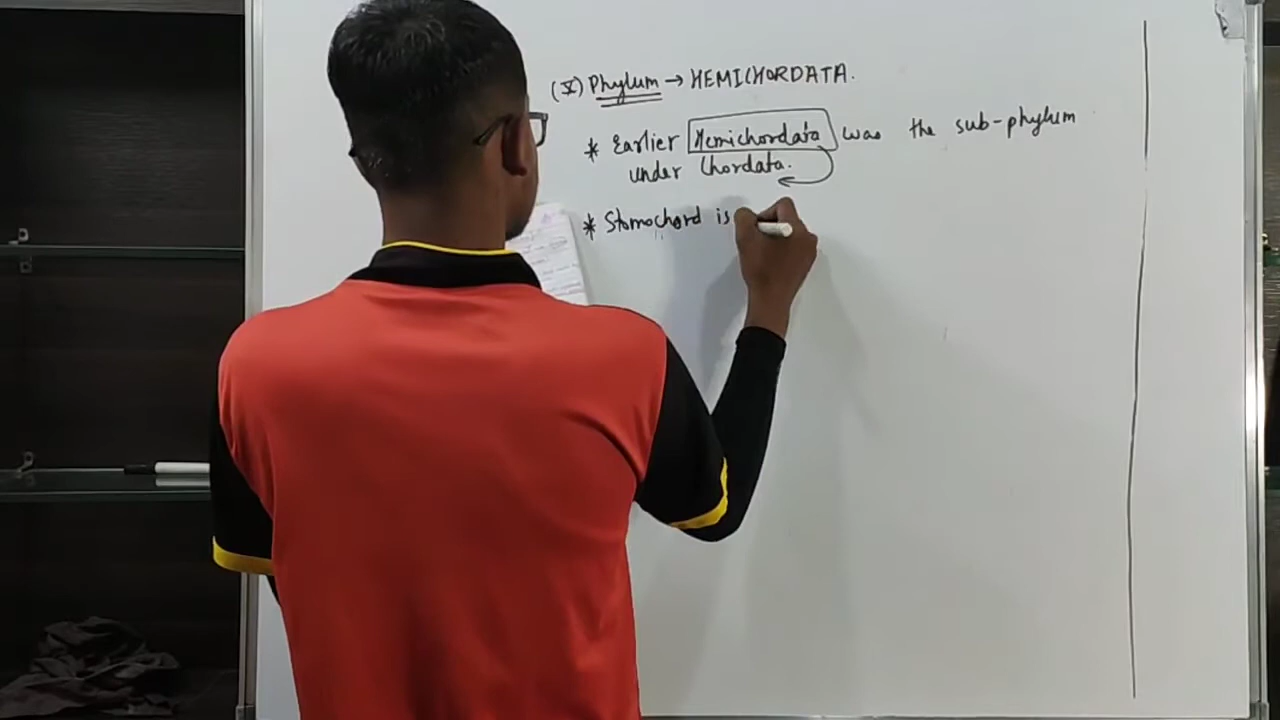 (X) Phylum → HEMICHORDATA.
* Earlier Hemichordata was the sub-phylum
under Chordata.
* Stomochord is